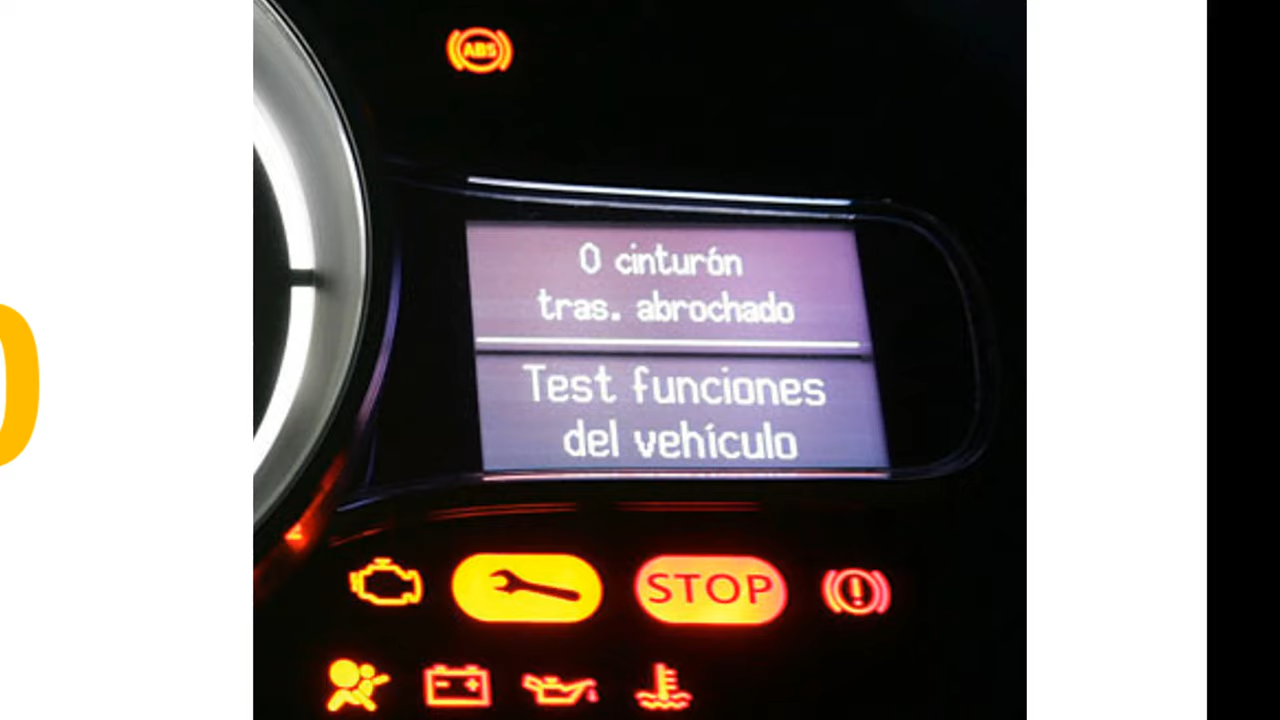 ABS
0 cinturón
tras. abrochado
Test funciones
del vehículo
STOP